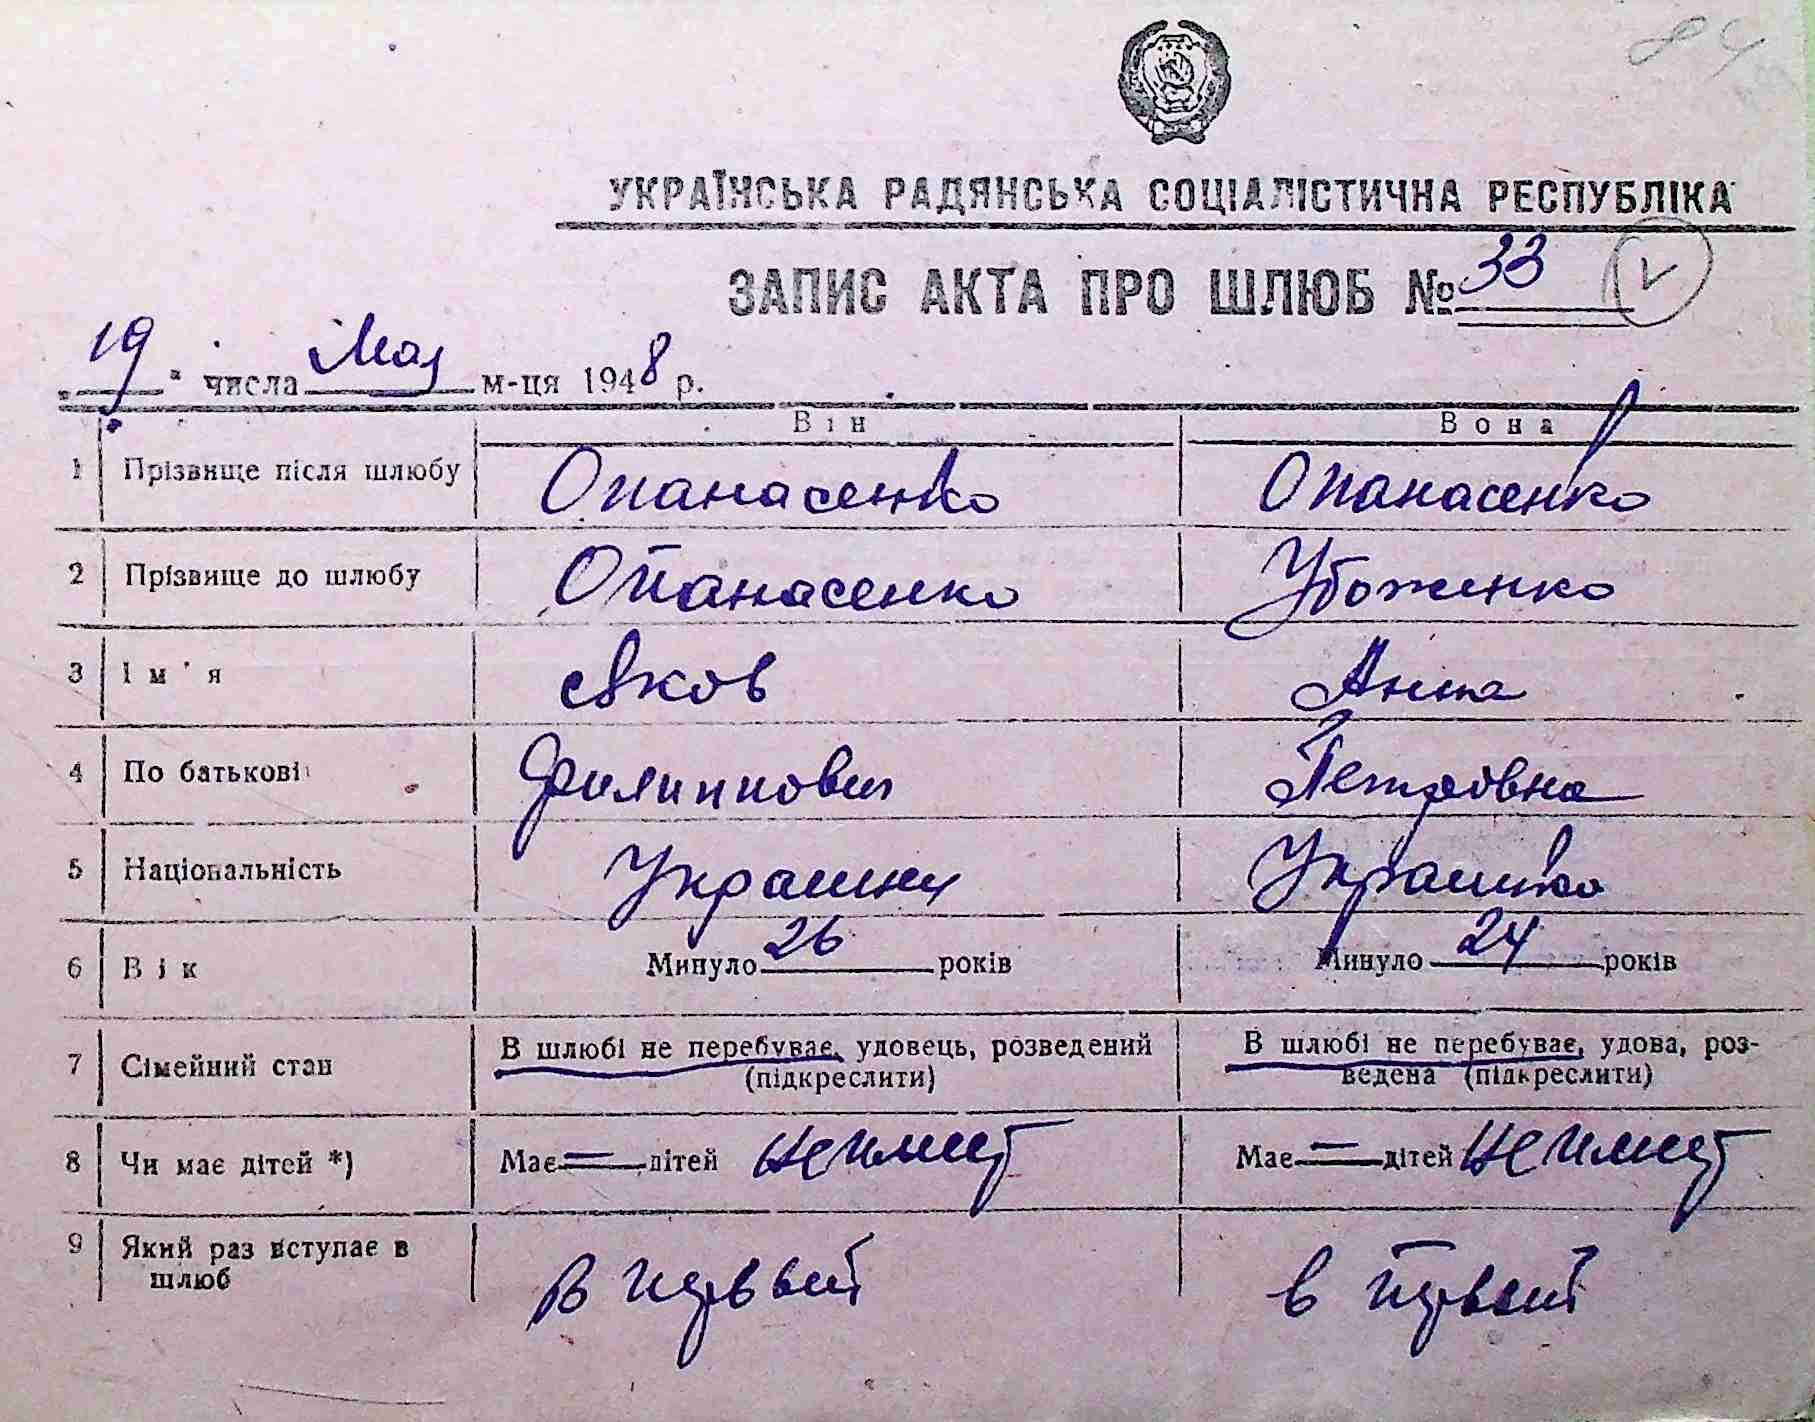 84
УКРАЇНСЬКА РАДЯНСЬКА СОЦІАЛІСТИЧНА РЕСПУБЛІКА
ЗАПИС АКТА ПРО ШЛЮБ № 33
„19“ числа Мая м-ця 1948 р.
Він Вона
1 Прізвище після шлюбу Опанасенко Опанасенко
2 Прізвище до шлюбу Опанасенко Убоженко
3 Ім'я Яков Анна
4 По батькові Филиппович Петровна
5 Національність Украинец Украинка
6 Вік Минуло 26 років Минуло 24 років
7 Сімейний стан В шлюбі не перебуває, удовець, розведений В шлюбі не перебуває, удова, роз-
(підкреслити) ведена (підкреслити)
8 Чи має дітей *) Має — дітей не имеет Має — дітей не имеет
9 Який раз вступає в
шлюб в первый в первый